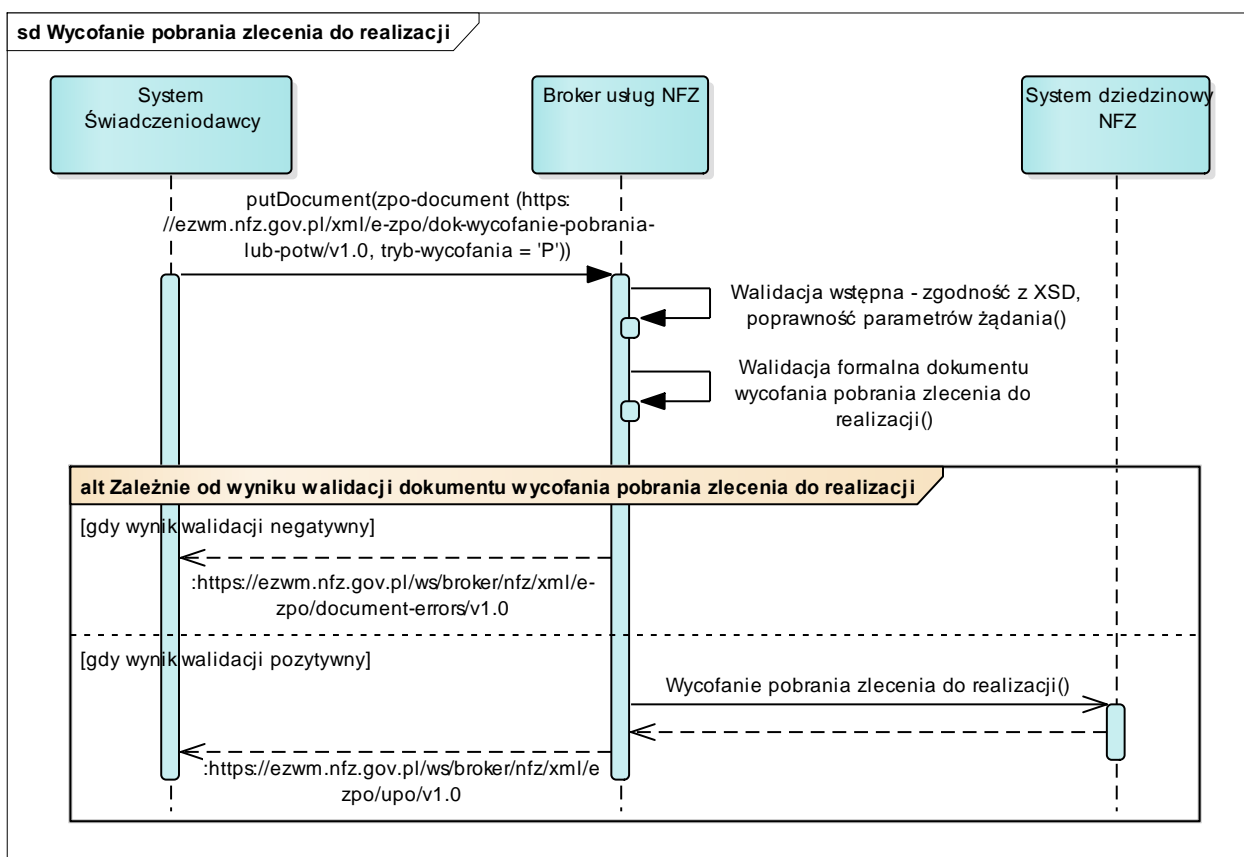 sd Wycofanie pobrania zlecenia do realizacji
System
Świadczeniodawcy
Broker usług NFZ
System dziedzinowy
NFZ
putDocument(zpo-document (https:
//ezwm.nfz.gov.pl/xml/e-zpo/dok-wycofanie-pobrania-
lub-potw/v1.0, tryb-wycofania = 'P'))
Walidacja wstępna - zgodność z XSD,
poprawność parametrów żądania()
Walidacja formalna dokumentu
wycofania pobrania zlecenia do
realizacji()
alt Zależnie od wyniku walidacji dokumentu wycofania pobrania zlecenia do realizacji
[gdy wynik walidacji negatywny]
:https://ezwm.nfz.gov.pl/ws/broker/nfz/xml/e-
zpo/document-errors/v1.0
[gdy wynik walidacji pozytywny]
Wycofanie pobrania zlecenia do realizacji()
:https://ezwm.nfz.gov.pl/ws/broker/nfz/xml/e
zpo/upo/v1.0